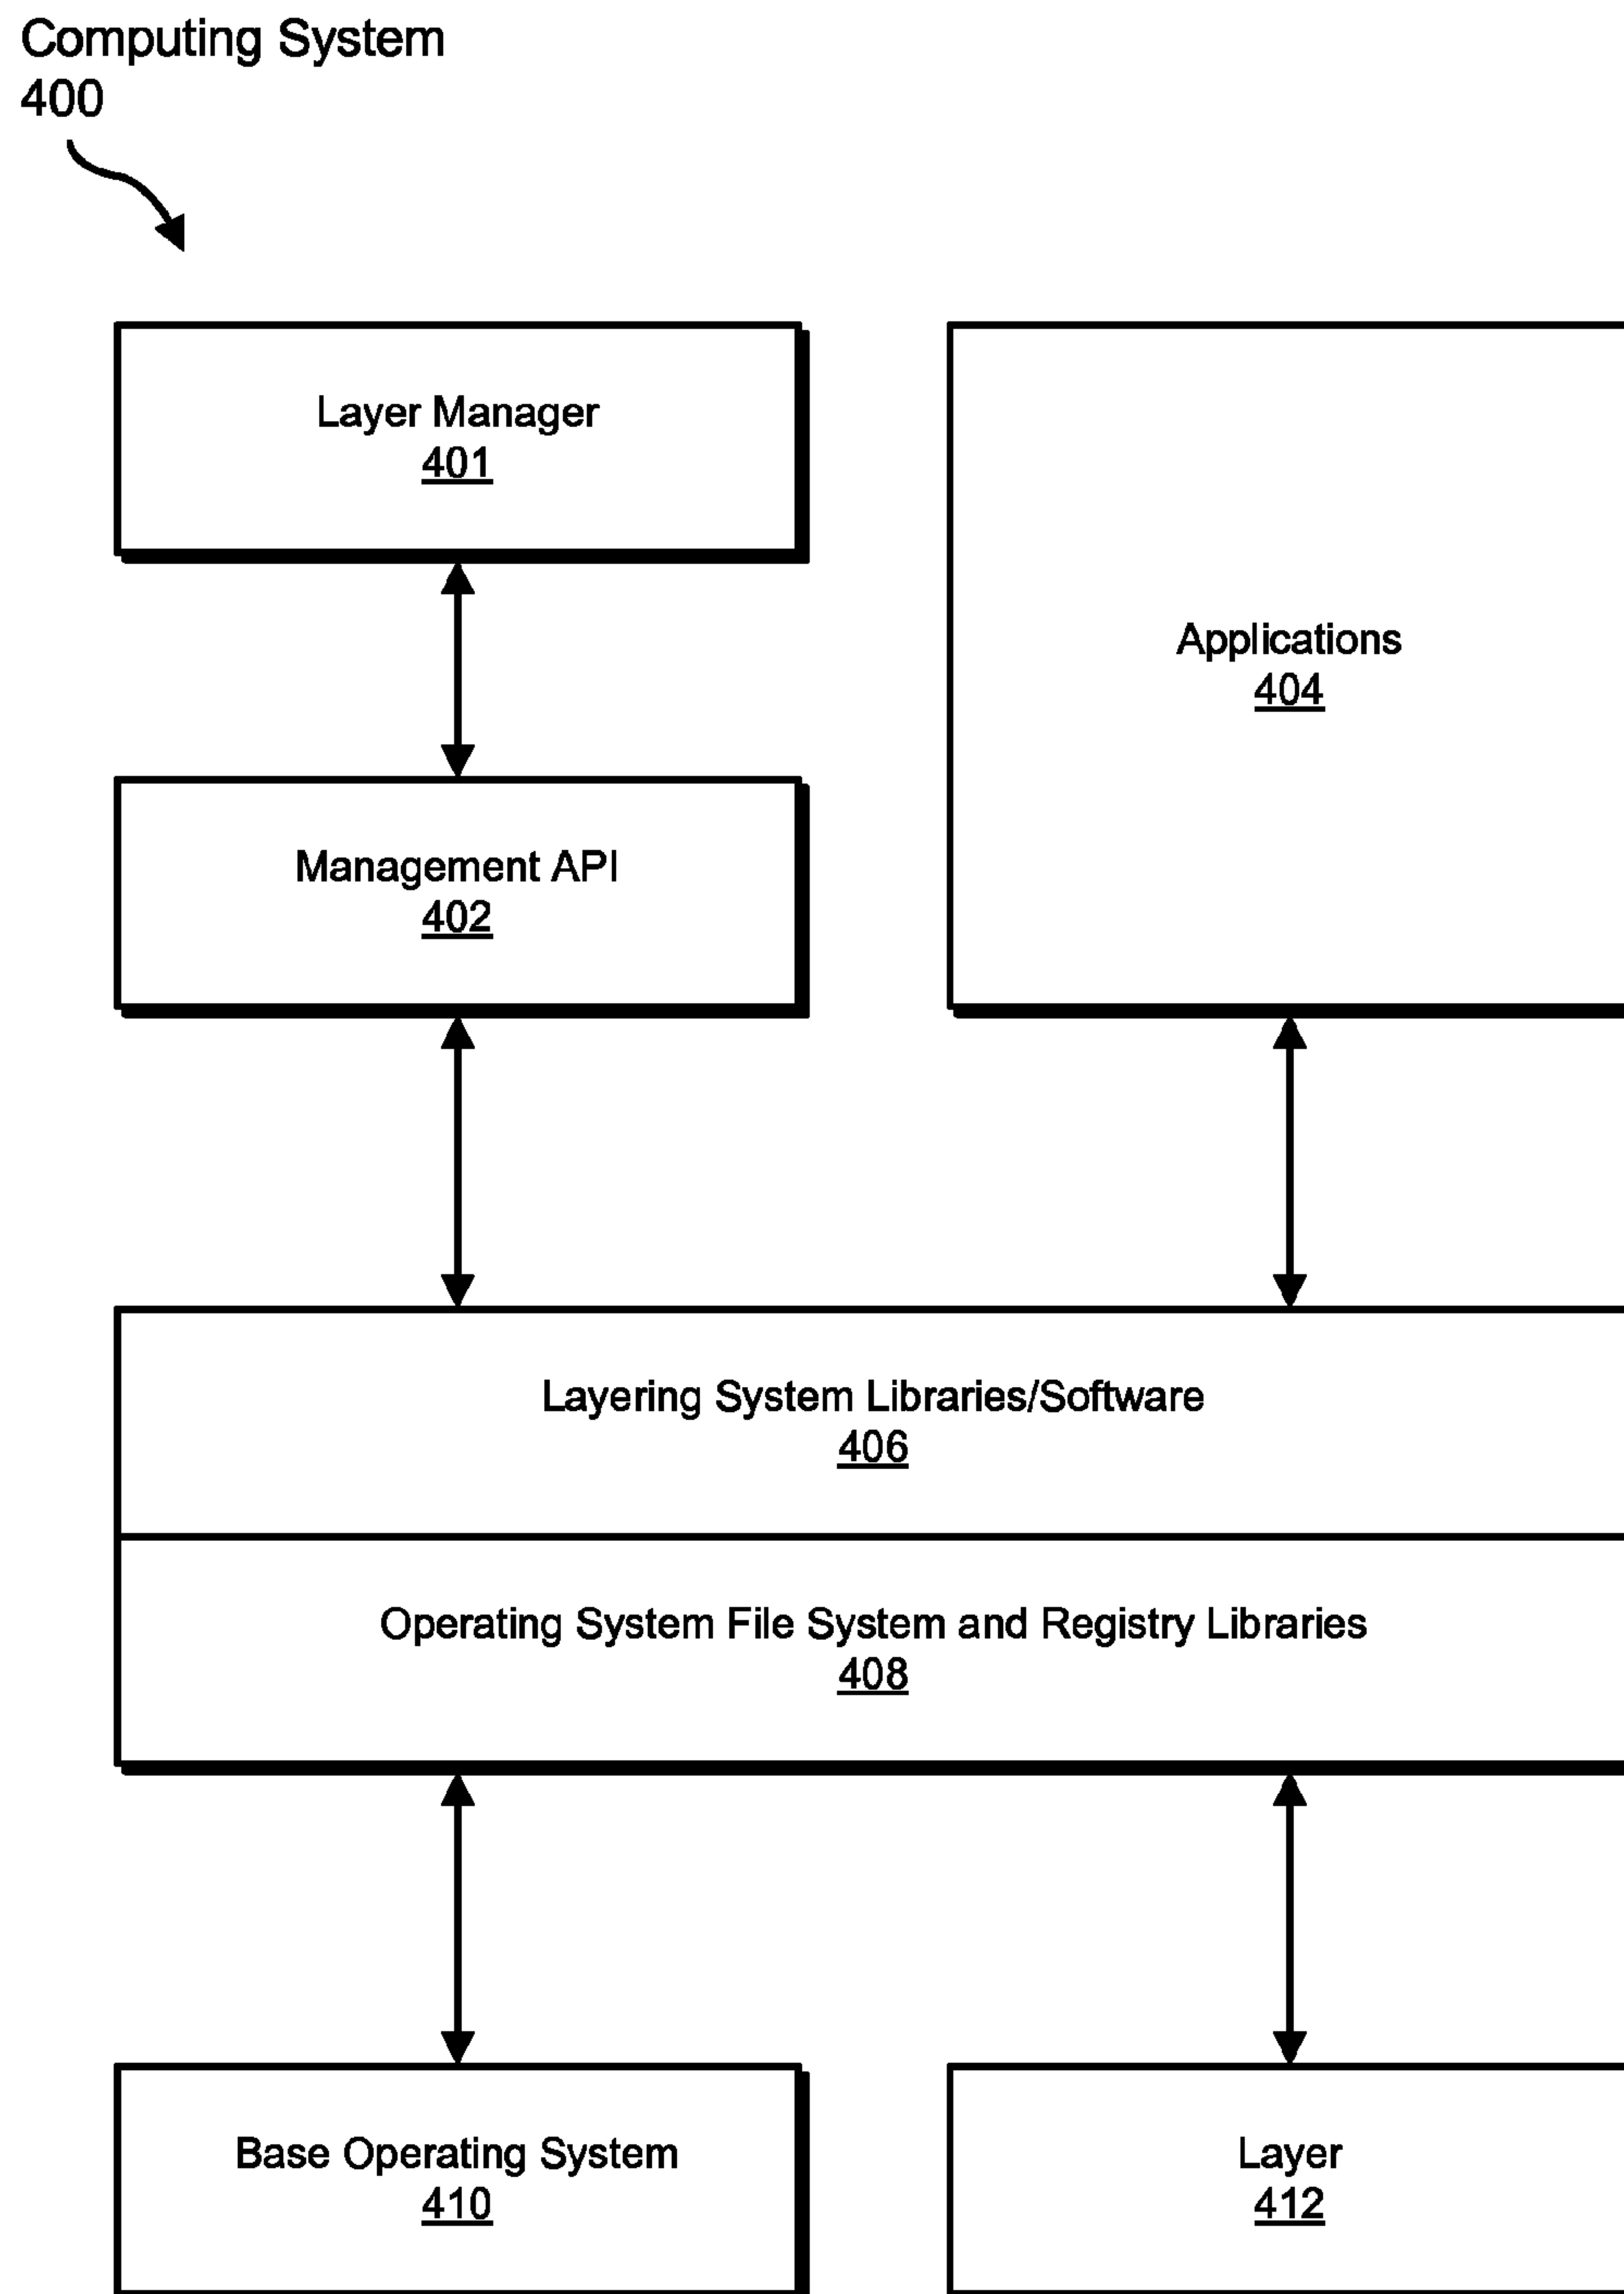 Computing System
400
Layer Manager
401
Applications
404
Management API
402
Layering System Libraries/Software
406
Operating System File System and Registry Libraries
408
Base Operating System
410
Layer
412